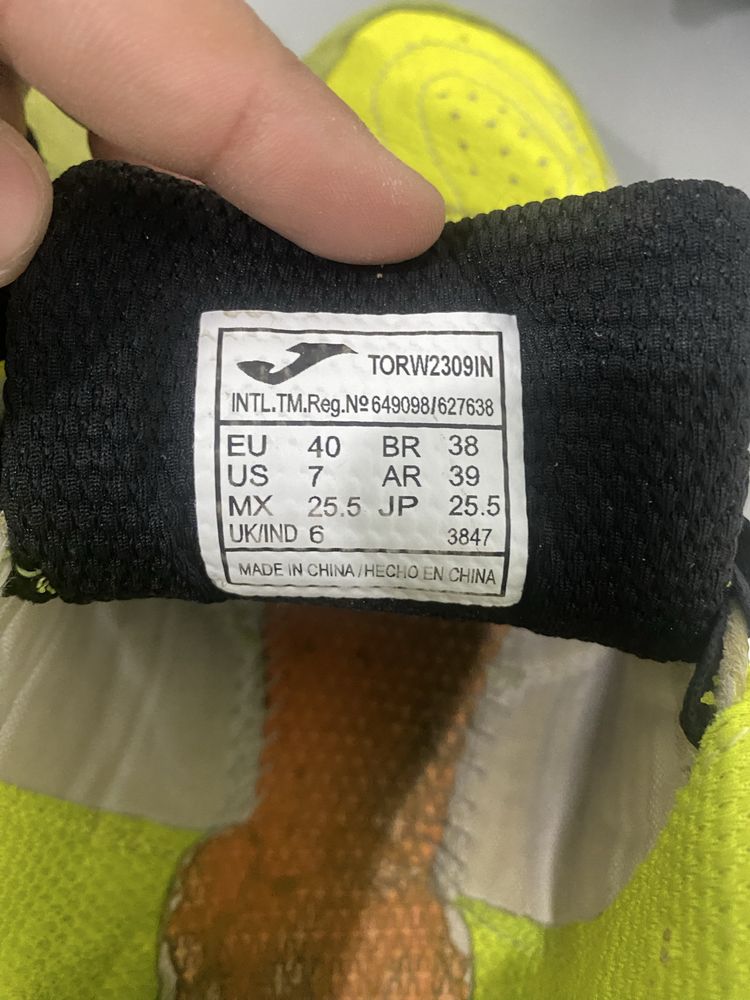 TORW2309IN
INTL.TM.Reg.Nº 649098/627638
EU 40 BR 38
US 7 AR 39
MX 25.5 JP 25.5
UK/IND 6 3847
MADE IN CHINA/HECHO EN CHINA